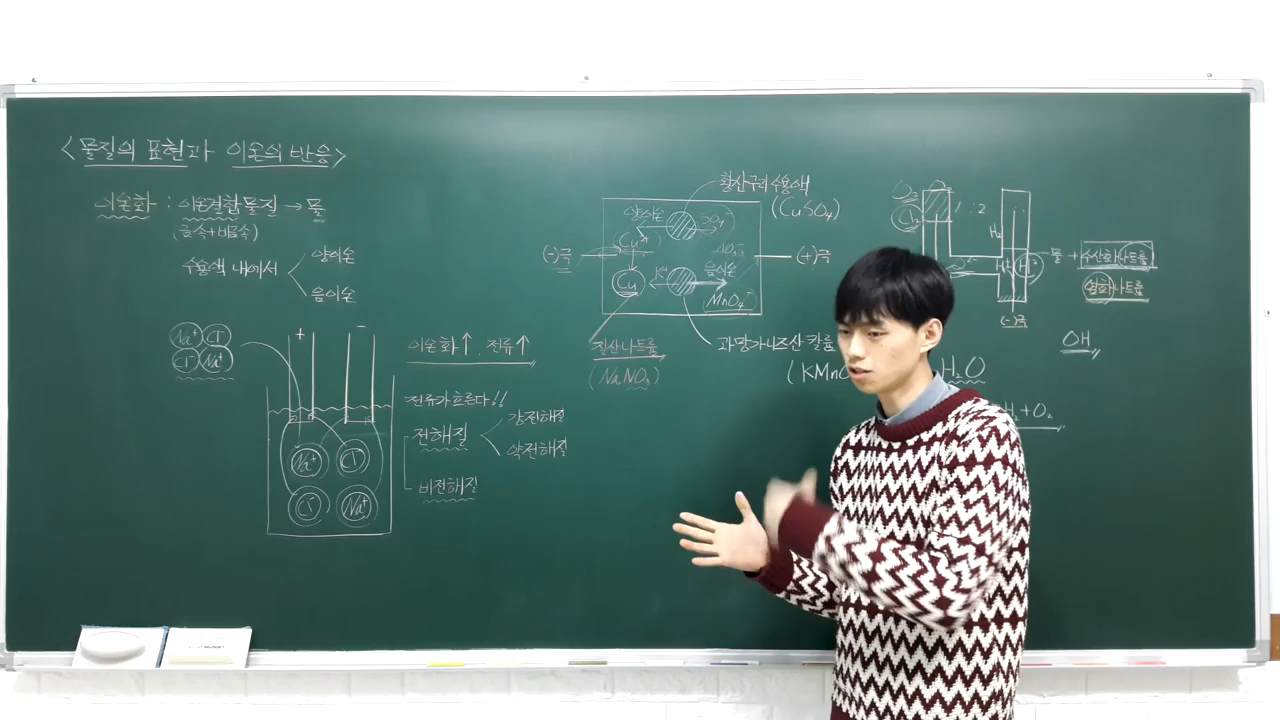 <물질의 표현과 이온의 반응>
이온화 : 이온결합물질 → 물
(금속+비금속)
수용액 내에서
양이온
음이온
Na⁺ Cl⁻
Cl⁻ Na⁺
+ −
Na⁺ Cl⁻
Cl⁻ Na⁺
이온화↑, 전류↑
전류가 흐른다!!
전해질
강전해질
약전해질
비전해질
황산구리 수용액
(CuSO₄)
양이온
Cu²⁺
(-)극
(+)극
Cu
K⁺
음이온
MnO₄⁻
질산나트륨
(NaNO₃)
과망가니즈산 칼륨
(KMnO
O₂
Cl₂
1 : 2
H₂
물 + 수산화나트륨
염화나트륨
(-)극
OH
H₂O
H₂+O₂